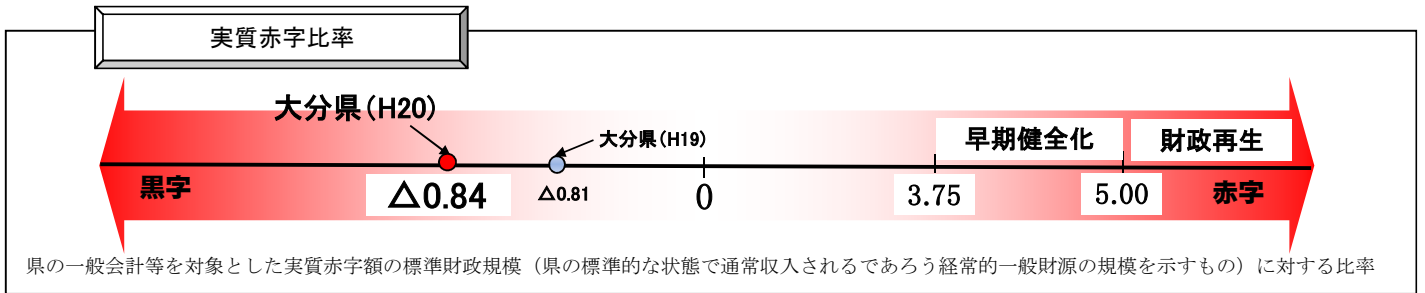 実質赤字比率
大分県(H20)
大分県(H19)
早期健全化
財政再生
黒字
△0.84
△0.81
0
3.75
5.00
赤字
県の一般会計等を対象とした実質赤字額の標準財政規模（県の標準的な状態で通常収入されるであろう経常的一般財源の規模を示すもの）に対する比率